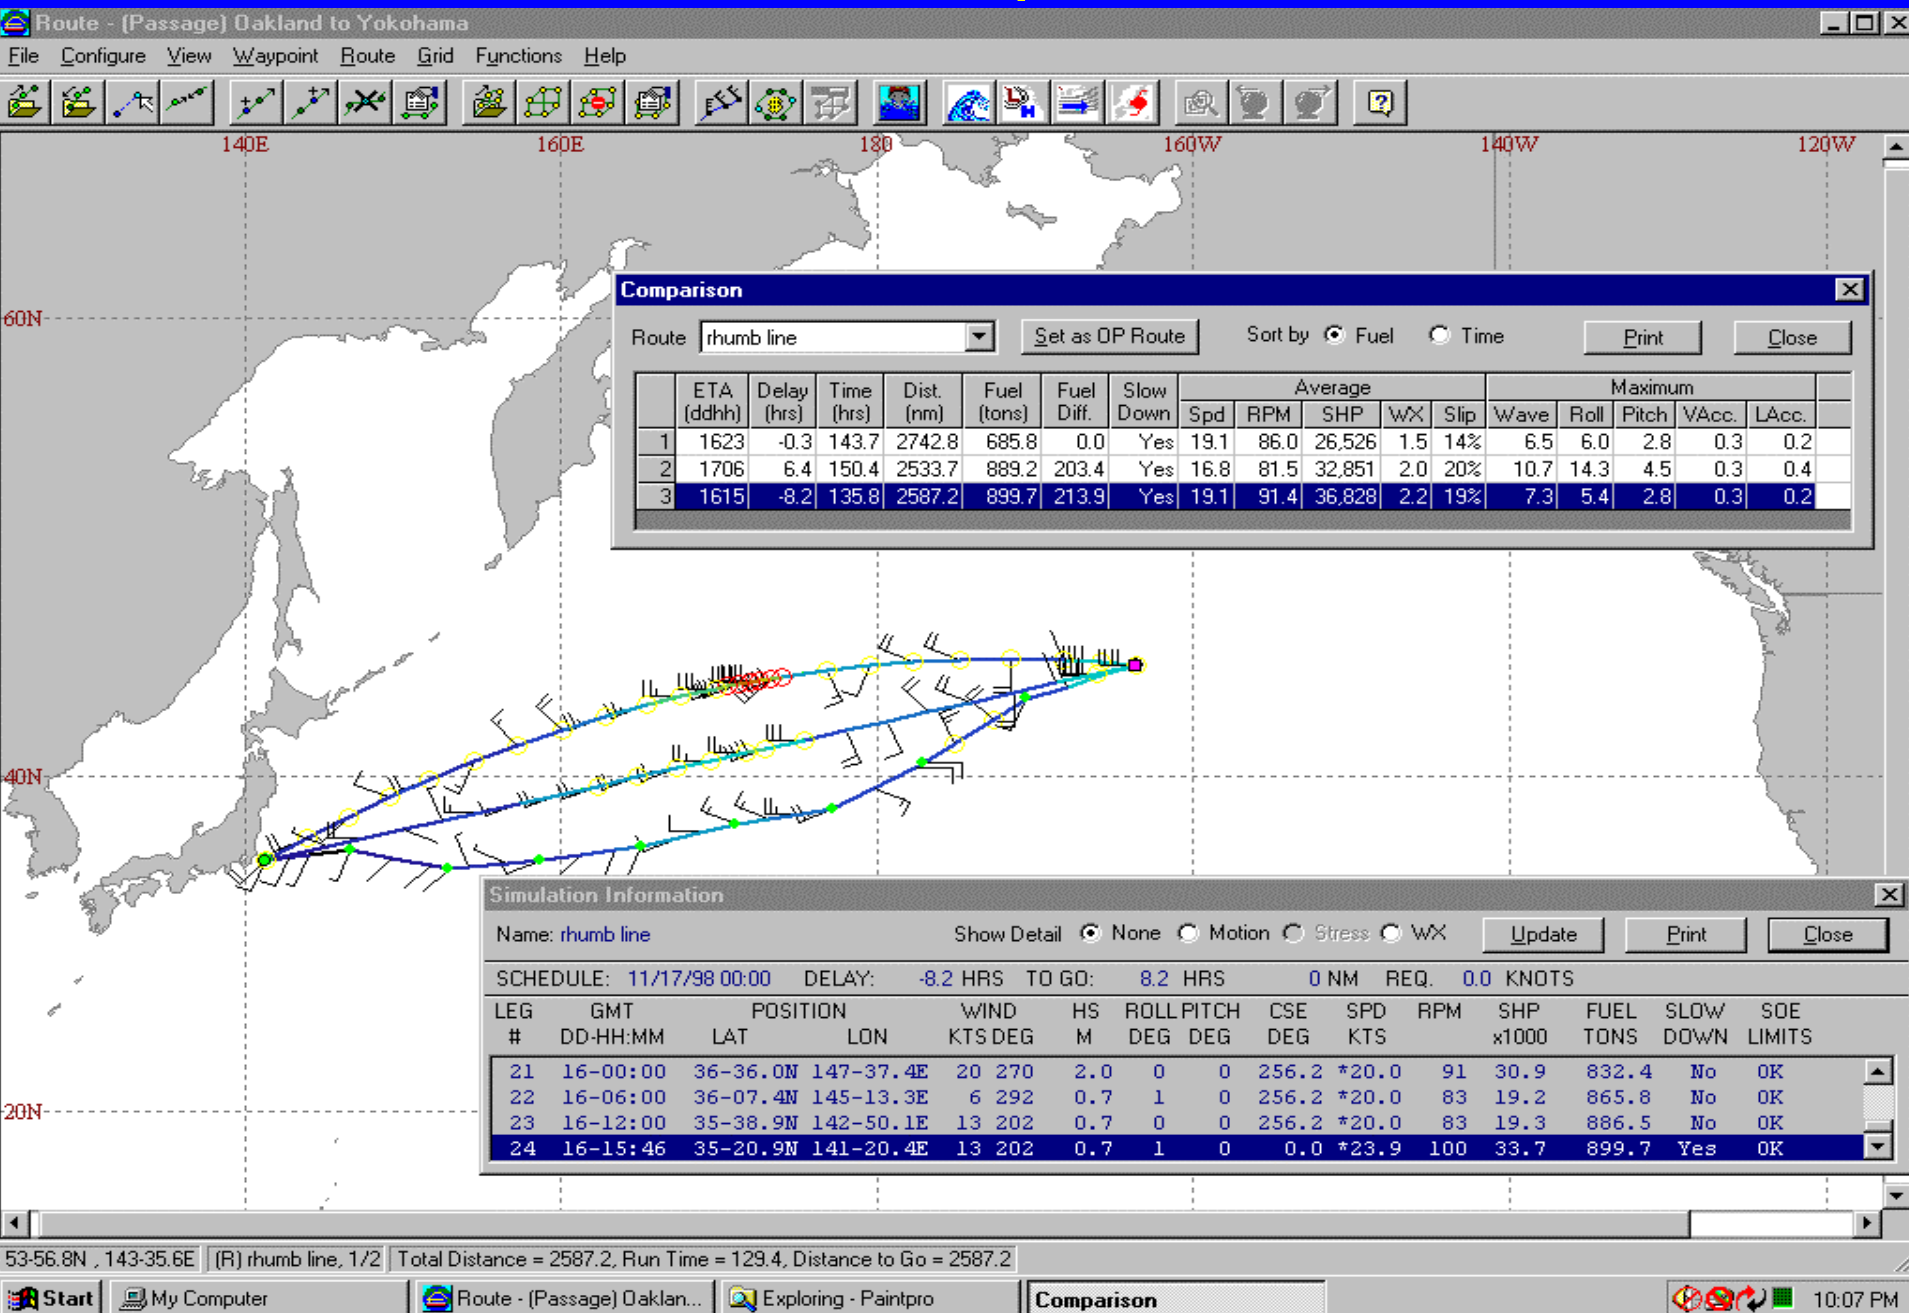 Route - (Passage) Oakland to Yokohama
File Configure View Waypoint Route Grid Functions Help
140E 160E 180 160W 140W 120W
60N
40N
20N
Comparison
Route rhumb line Set as OP Route Sort by Fuel Time Print Close
ETA Delay Time Dist. Fuel Fuel Slow Average Maximum
(ddhh) (hrs) (hrs) (nm) (tons) Diff. Down Spd RPM SHP WX Slip Wave Roll Pitch VAcc. LAcc.
1 1623 -0.3 143.7 2742.8 685.8 0.0 Yes 19.1 86.0 26,526 1.5 14% 6.5 6.0 2.8 0.3 0.2
2 1706 6.4 150.4 2533.7 889.2 203.4 Yes 16.8 81.5 32,851 2.0 20% 10.7 14.3 4.5 0.3 0.4
3 1615 -8.2 135.8 2587.2 899.7 213.9 Yes 19.1 91.4 36,828 2.2 19% 7.3 5.4 2.8 0.3 0.2
Simulation Information
Name: rhumb line Show Detail None Motion Stress WX Update Print Close
SCHEDULE: 11/17/98 00:00 DELAY: -8.2 HRS TO GO: 8.2 HRS 0 NM REQ. 0.0 KNOTS
LEG GMT POSITION WIND HS ROLL PITCH CSE SPD RPM SHP FUEL SLOW SOE
# DD-HH:MM LAT LON KTS DEG M DEG DEG DEG KTS x1000 TONS DOWN LIMITS
21 16-00:00 36-36.0N 147-37.4E 20 270 2.0 0 0 256.2 *20.0 91 30.9 832.4 No OK
22 16-06:00 36-07.4N 145-13.3E 6 292 0.7 1 0 256.2 *20.0 83 19.2 865.8 No OK
23 16-12:00 35-38.9N 142-50.1E 13 202 0.7 0 0 256.2 *20.0 83 19.3 886.5 No OK
24 16-15:46 35-20.9N 141-20.4E 13 202 0.7 1 0 0.0 *23.9 100 33.7 899.7 Yes OK
53-56.8N , 143-35.6E (R) rhumb line, 1/2 Total Distance = 2587.2, Run Time = 129.4, Distance to Go = 2587.2
Start My Computer Route - (Passage) Oaklan... Exploring - Paintpro Comparison 10:07 PM